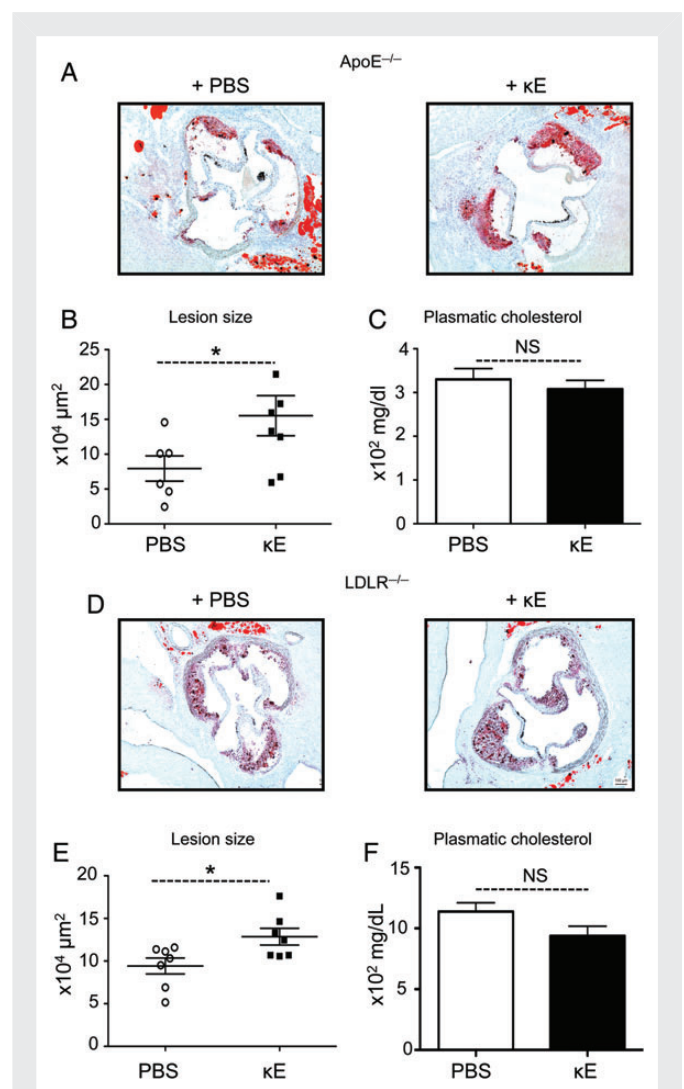 A
ApoE–/–
+ PBS
+ κE
B
Lesion size
x10⁴ µm²
25
20
15
10
5
0
*
PBS
κE
C
Plasmatic cholesterol
x10² mg/dl
4
3
2
1
0
NS
PBS
κE
LDLR–/–
D
+ PBS
+ κE
E
Lesion size
x10⁴ µm²
20
15
10
5
0
*
PBS
κE
F
Plasmatic cholesterol
x10² mg/dL
15
10
5
0
NS
PBS
κE